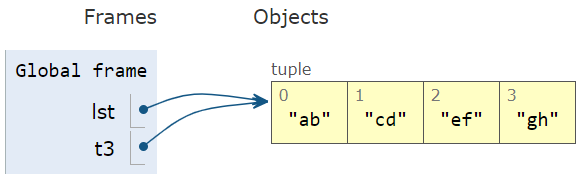 Frames Objects
Global frame
tuple
lst
t3
0 1 2 3
"ab" "cd" "ef" "gh"